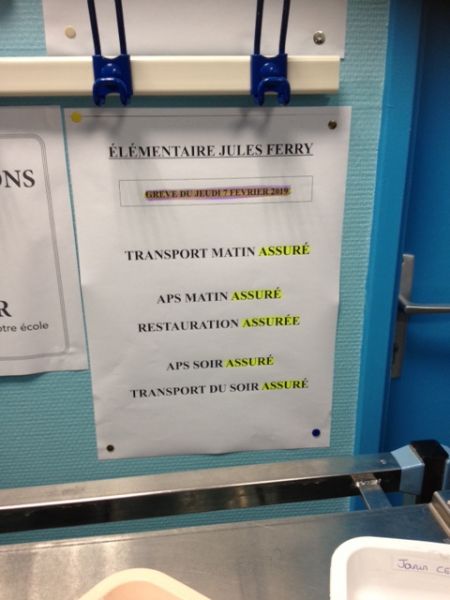 ONS
R
otre école
ÉLÉMENTAIRE JULES FERRY
GREVE DU JEUDI 7 FEVRIER 2019
TRANSPORT MATIN ASSURÉ
APS MATIN ASSURÉ
RESTAURATION ASSURÉE
APS SOIR ASSURÉ
TRANSPORT DU SOIR ASSURÉ